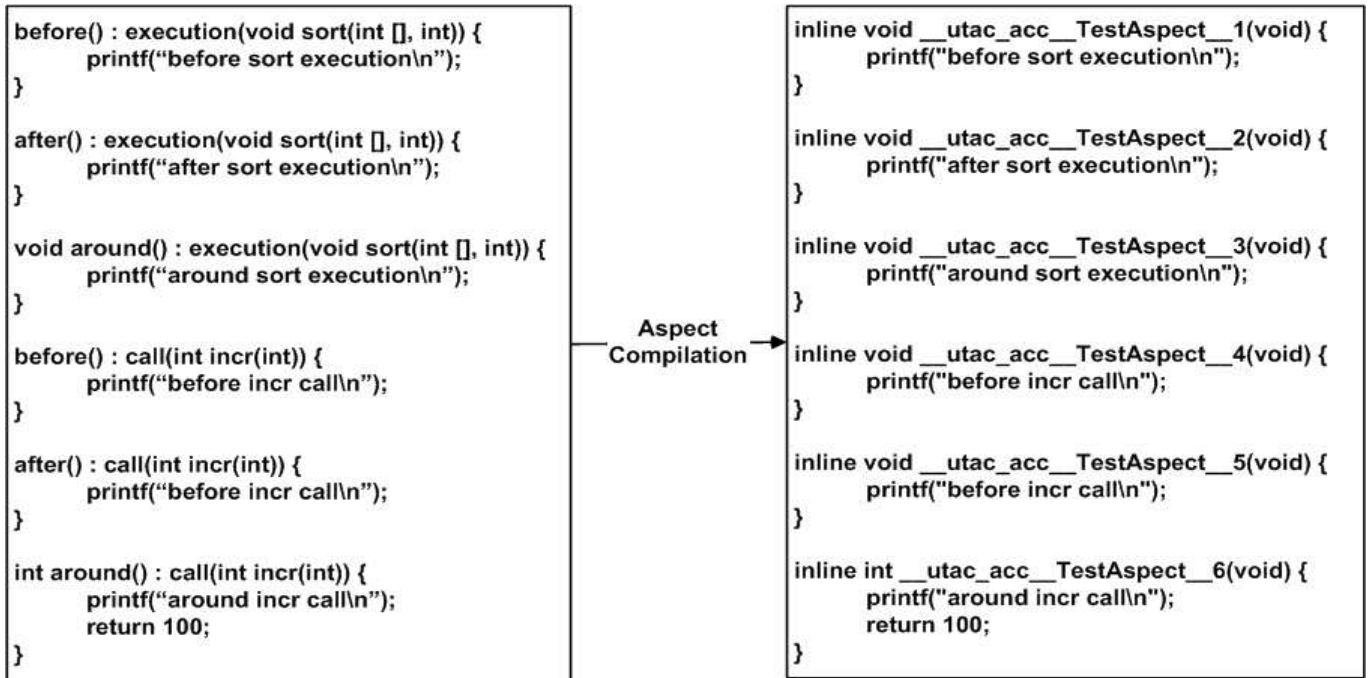 before() : execution(void sort(int [], int)) {
printf(“before sort execution\n”);
}
after() : execution(void sort(int [], int)) {
printf(“after sort execution\n”);
}
void around() : execution(void sort(int [], int)) {
printf(“around sort execution\n”);
}
before() : call(int incr(int)) {
printf(“before incr call\n”);
}
after() : call(int incr(int)) {
printf(“before incr call\n”);
}
int around() : call(int incr(int)) {
printf(“around incr call\n”);
return 100;
}
Aspect
Compilation
inline void __utac_acc__TestAspect__1(void) {
printf("before sort execution\n");
}
inline void __utac_acc__TestAspect__2(void) {
printf("after sort execution\n");
}
inline void __utac_acc__TestAspect__3(void) {
printf("around sort execution\n");
}
inline void __utac_acc__TestAspect__4(void) {
printf("before incr call\n");
}
inline void __utac_acc__TestAspect__5(void) {
printf("before incr call\n");
}
inline int __utac_acc__TestAspect__6(void) {
printf("around incr call\n");
return 100;
}